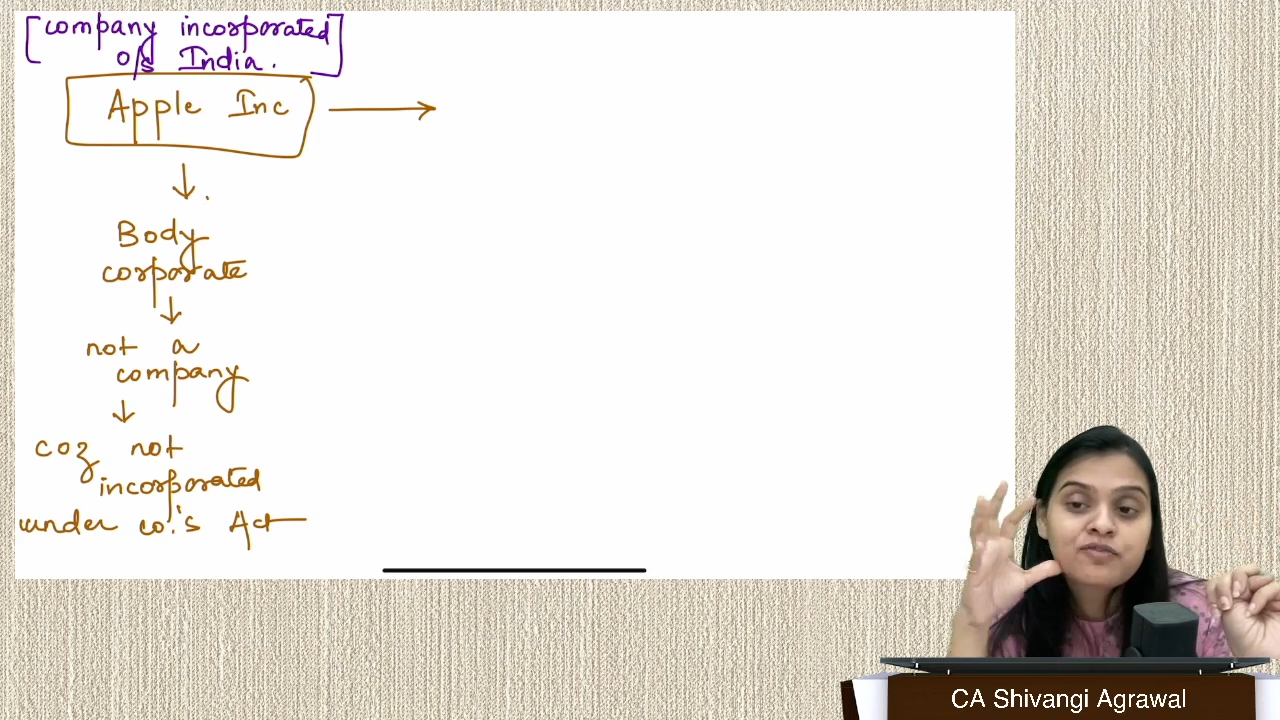 [company incorporated
o/s India.]
Apple Inc
Body
corporate
not a
company
coz not
incorporated
under co.'s Act
CA Shivangi Agrawal